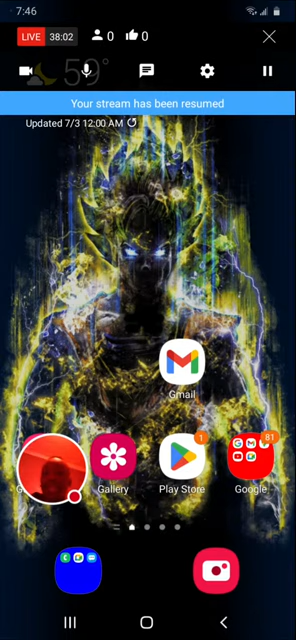 7:46
LIVE 38:02 0 0
59°
Your stream has been resumed
Updated 7/3 12:00 AM
Gmail
1
81
G
Gallery
Play Store
Google